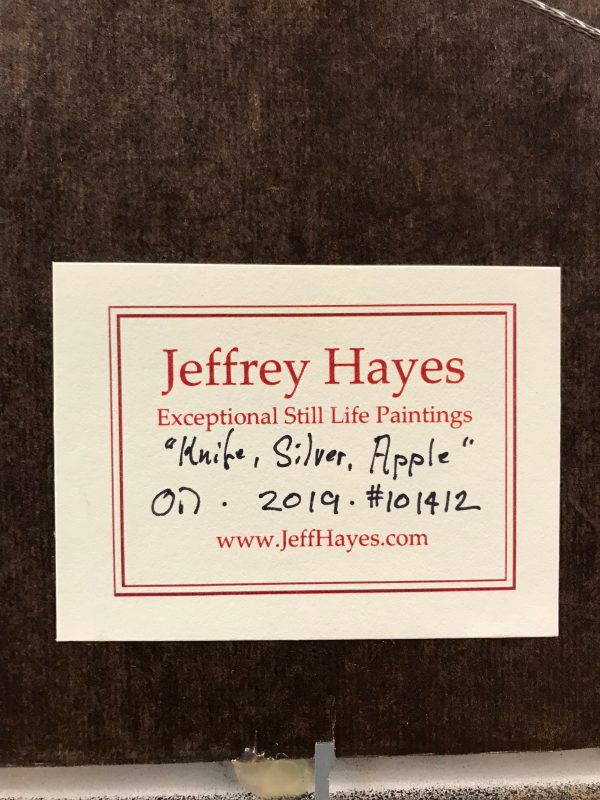 Jeffrey Hayes
Exceptional Still Life Paintings
"Knife, Silver, Apple"
Oil · 2019 · #101412
www.JeffHayes.com